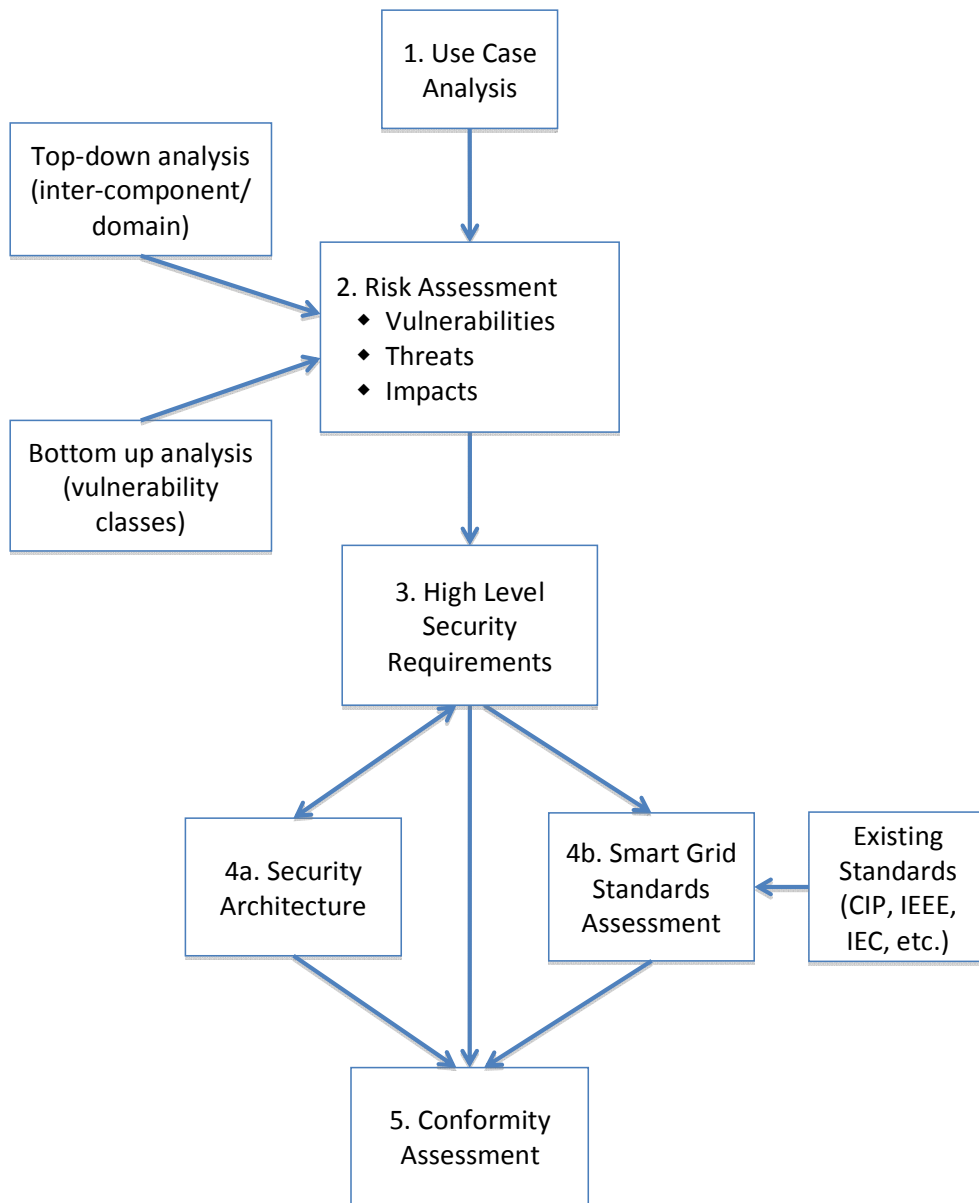 1. Use Case
Analysis
Top-down analysis
(inter-component/
domain)
2. Risk Assessment
◆ Vulnerabilities
◆ Threats
◆ Impacts
Bottom up analysis
(vulnerability
classes)
3. High Level
Security
Requirements
4a. Security
Architecture
4b. Smart Grid
Standards
Assessment
Existing
Standards
(CIP, IEEE,
IEC, etc.)
5. Conformity
Assessment